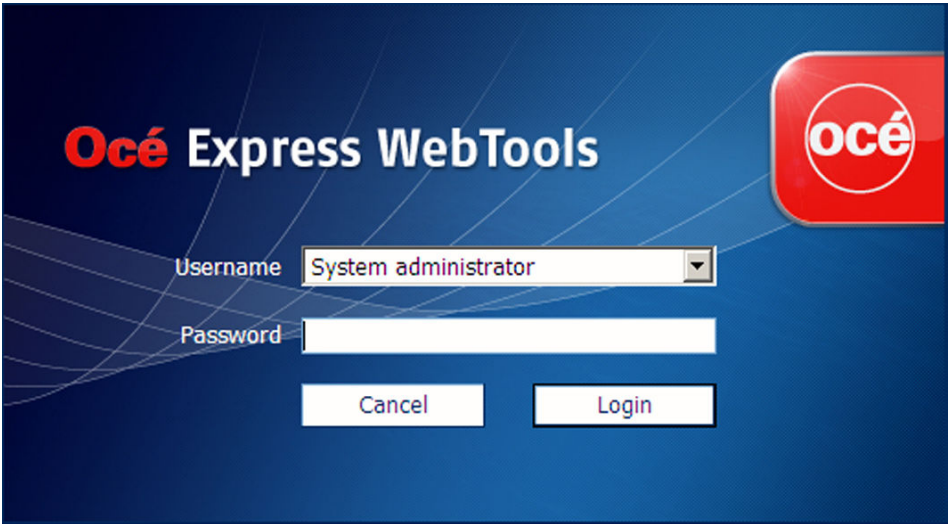 Océ Express WebTools
océ
Username System administrator
Password
Cancel Login